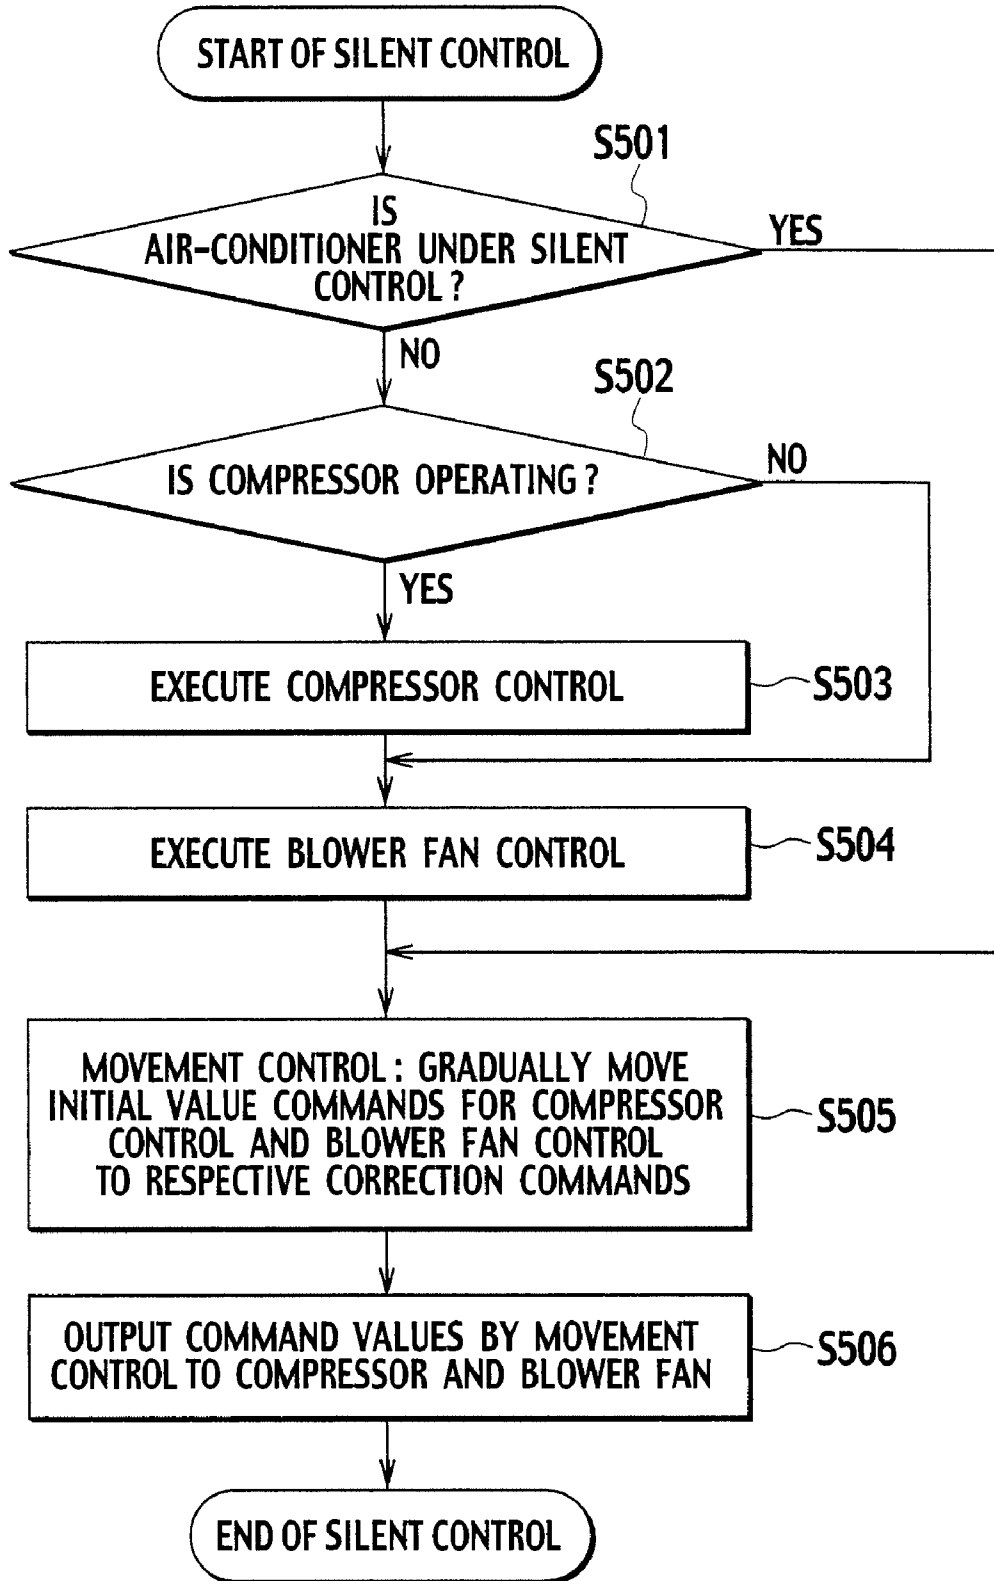 START OF SILENT CONTROL
S501
IS
AIR-CONDITIONER UNDER SILENT
CONTROL ?
YES
NO
S502
IS COMPRESSOR OPERATING ?
NO
YES
EXECUTE COMPRESSOR CONTROL
S503
EXECUTE BLOWER FAN CONTROL
S504
MOVEMENT CONTROL : GRADUALLY MOVE
INITIAL VALUE COMMANDS FOR COMPRESSOR
CONTROL AND BLOWER FAN CONTROL
TO RESPECTIVE CORRECTION COMMANDS
S505
OUTPUT COMMAND VALUES BY MOVEMENT
CONTROL TO COMPRESSOR AND BLOWER FAN
S506
END OF SILENT CONTROL